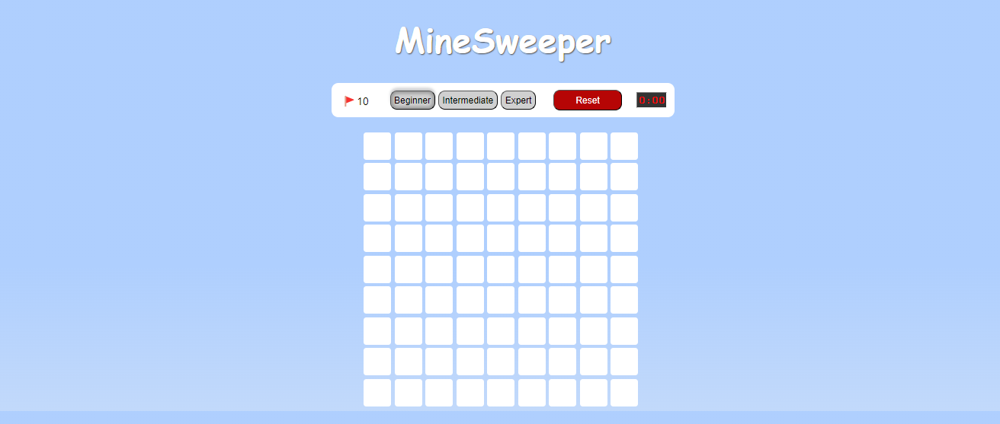 MineSweeper
10 Beginner Intermediate Expert Reset 0:00